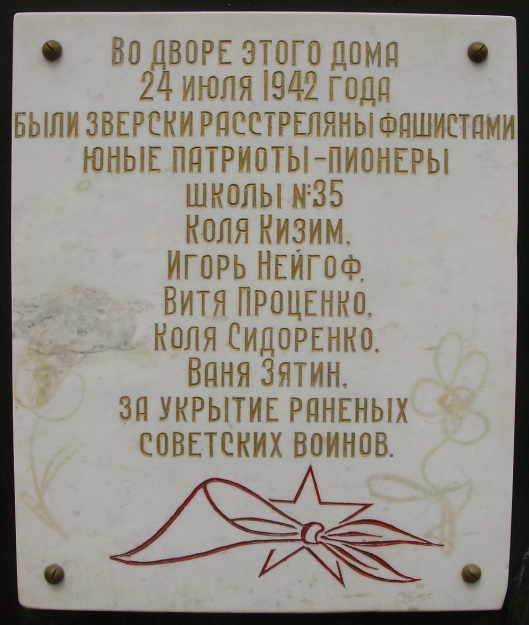 Во дворе этого дома
24 июля 1942 года
были зверски расстреляны фашистами
юные патриоты-пионеры
школы №35
Коля Кизим,
Игорь Нейгоф,
Витя Проценко,
Коля Сидоренко,
Ваня Зятин,
за укрытие раненых
советских воинов.